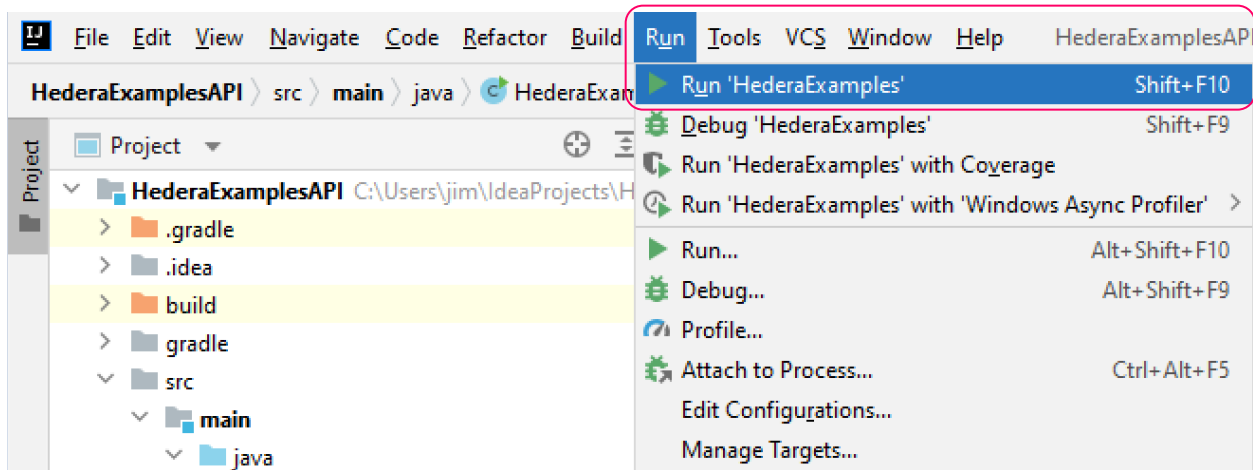 IJ File Edit View Navigate Code Refactor Build Run Tools VCS Window Help HederaExamplesAPI
HederaExamplesAPI src main java C HederaExam
Run 'HederaExamples' Shift+F10
Debug 'HederaExamples' Shift+F9
Run 'HederaExamples' with Coverage
Run 'HederaExamples' with 'Windows Async Profiler'
Run... Alt+Shift+F10
Debug... Alt+Shift+F9
Profile...
Attach to Process... Ctrl+Alt+F5
Edit Configurations...
Manage Targets...
Project
Project
HederaExamplesAPI C:\Users\jim\IdeaProjects\H
.gradle
.idea
build
gradle
src
main
java